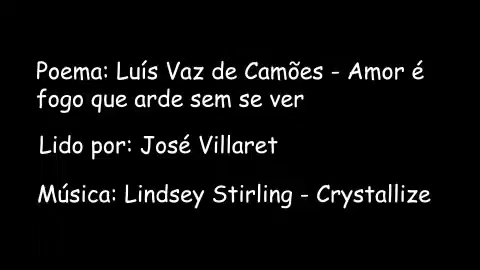 Poema: Luís Vaz de Camões - Amor é
fogo que arde sem se ver
Lido por: José Villaret
Música: Lindsey Stirling - Crystallize